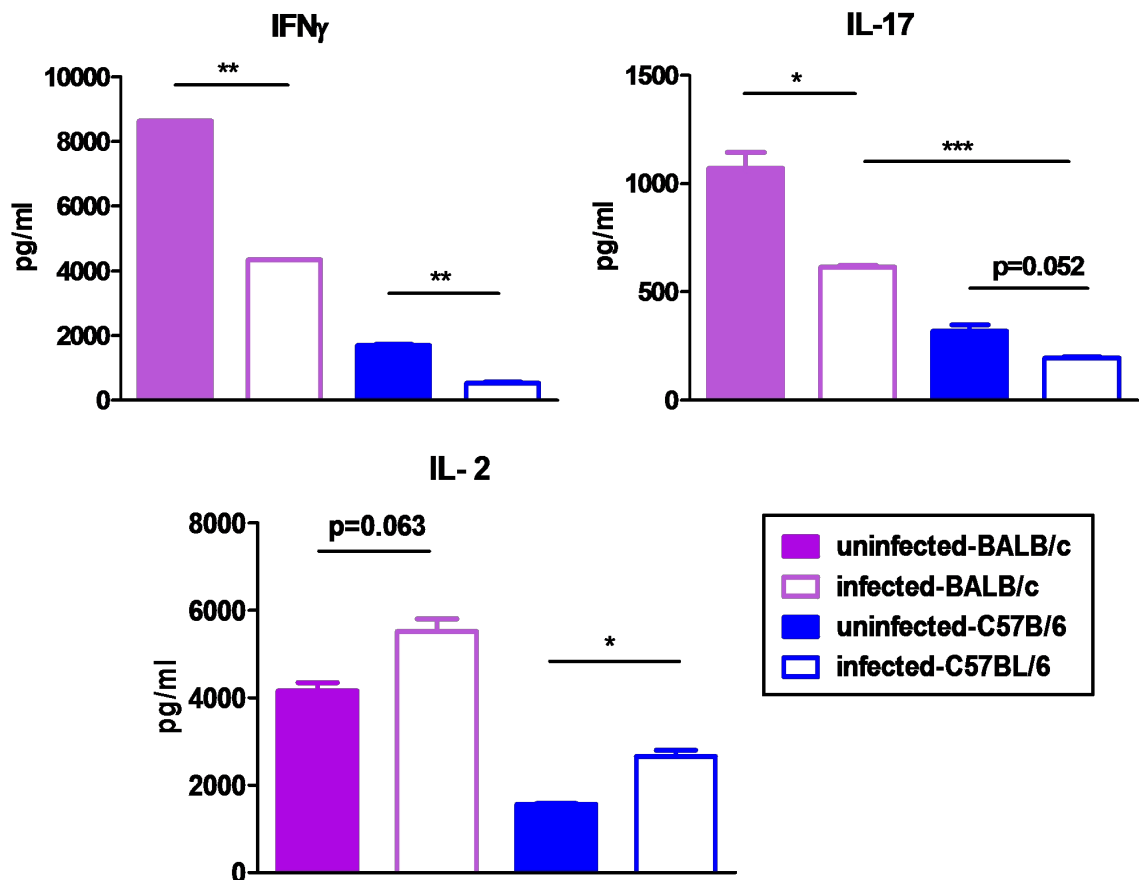 IFNγ
10000
8000
6000
4000
2000
0
pg/ml
**
**
IL-17
1500
1000
500
0
pg/ml
*
***
p=0.052
IL- 2
8000
6000
4000
2000
0
pg/ml
p=0.063
*
uninfected-BALB/c
infected-BALB/c
uninfected-C57B/6
infected-C57BL/6